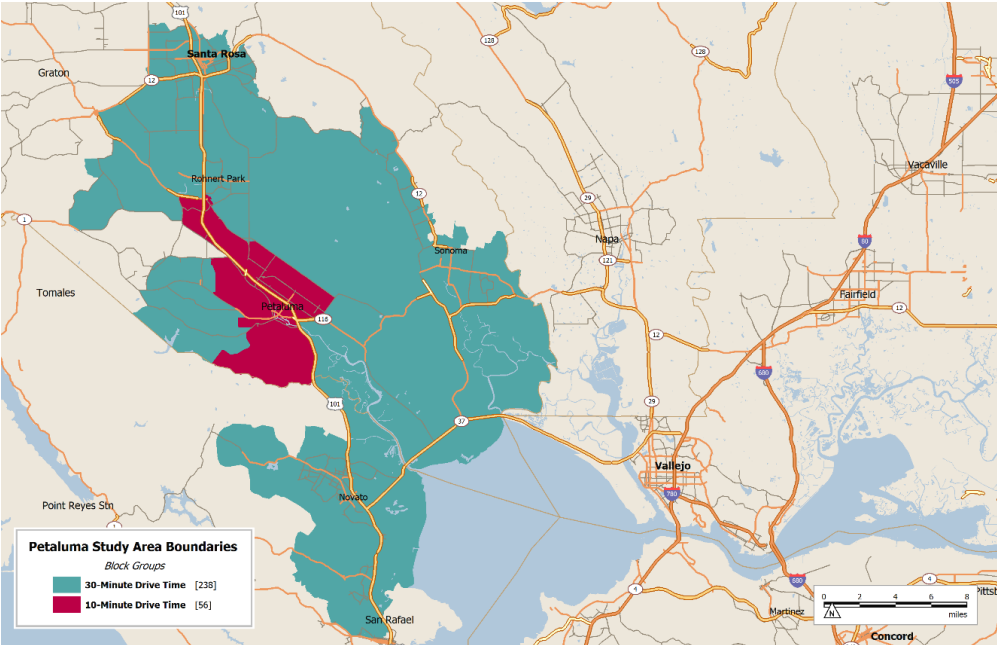 101
128
128
Santa Rosa
Graton
12
505
Vacaville
Rohnert Park
12
29
1
Napa
80
Sonoma
121
Tomales
Fairfield
Petaluma
116
12
12
680
101
29
37
Vallejo
780
Novato
Point Reyes Stn
1
Petaluma Study Area Boundaries
Block Groups
30-Minute Drive Time [238]
10-Minute Drive Time [56]
680
4
4
Pittsb
0 2 4 6 8
N
miles
Martinez
San Rafael
Concord